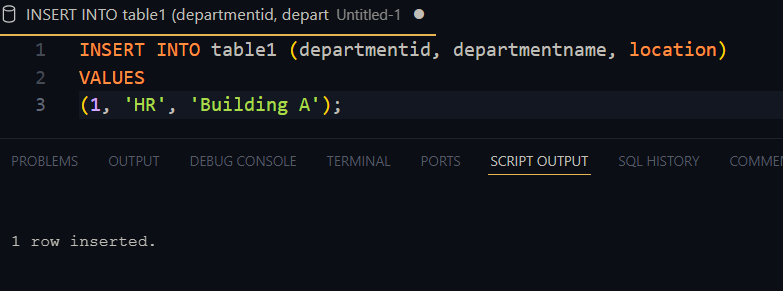 INSERT INTO table1 (departmentid, depart Untitled-1
1 INSERT INTO table1 (departmentid, departmentname, location)
2 VALUES
3 (1, 'HR', 'Building A');
PROBLEMS OUTPUT DEBUG CONSOLE TERMINAL PORTS SCRIPT OUTPUT SQL HISTORY COMME
1 row inserted.